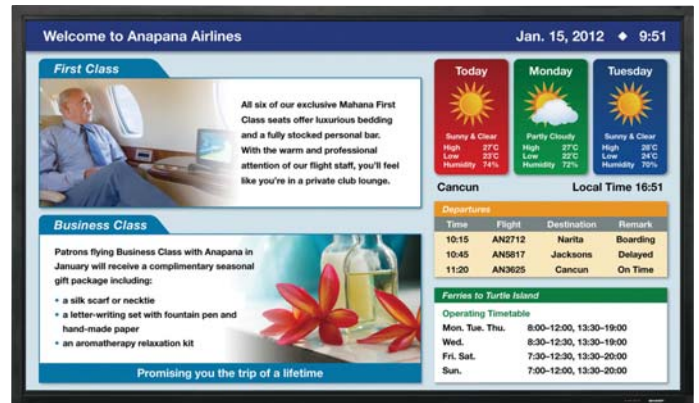 Welcome to Anapana Airlines
Jan. 15, 2012 ◆ 9:51
First Class
All six of our exclusive Mahana First
Class seats offer luxurious bedding
and a fully stocked personal bar.
With the warm and professional
attention of our flight staff, you'll feel
like you're in a private club lounge.
Business Class
Patrons flying Business Class with Anapana in
January will receive a complimentary seasonal
gift package including:
• a silk scarf or necktie
• a letter-writing set with fountain pen and
hand-made paper
• an aromatherapy relaxation kit
Promising you the trip of a lifetime
Today
Sunny & Clear
High 27°C
Low 23°C
Humidity 74%
Monday
Partly Cloudy
High 27°C
Low 22°C
Humidity 72%
Tuesday
Sunny & Clear
High 28°C
Low 24°C
Humidity 70%
Cancun Local Time 16:51
Departures
Time Flight Destination Remark
10:15 AN2712 Narita Boarding
10:45 AN5817 Jacksons Delayed
11:20 AN3625 Cancun On Time
Ferries to Turtle Island
Operating Timetable
Mon. Tue. Thu. 8:00–12:00, 13:30–19:00
Wed. 8:30–12:30, 13:30–19:00
Fri. Sat. 7:30–12:30, 13:30–20:00
Sun. 7:00–12:00, 13:30–20:00
SHARP